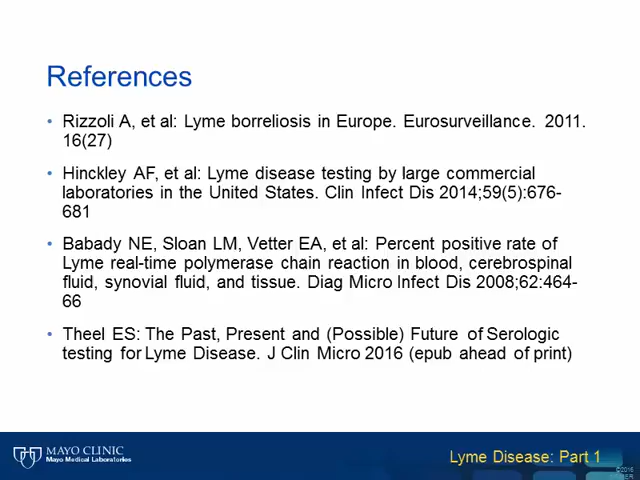 References
• Rizzoli A, et al: Lyme borreliosis in Europe. Eurosurveillance. 2011.
16(27)
• Hinckley AF, et al: Lyme disease testing by large commercial
laboratories in the United States. Clin Infect Dis 2014;59(5):676-
681
• Babady NE, Sloan LM, Vetter EA, et al: Percent positive rate of
Lyme real-time polymerase chain reaction in blood, cerebrospinal
fluid, synovial fluid, and tissue. Diag Micro Infect Dis 2008;62:464-
66
• Theel ES: The Past, Present and (Possible) Future of Serologic
testing for Lyme Disease. J Clin Micro 2016 (epub ahead of print)
MAYO CLINIC
Mayo Medical Laboratories
Lyme Disease: Part 1
©2016